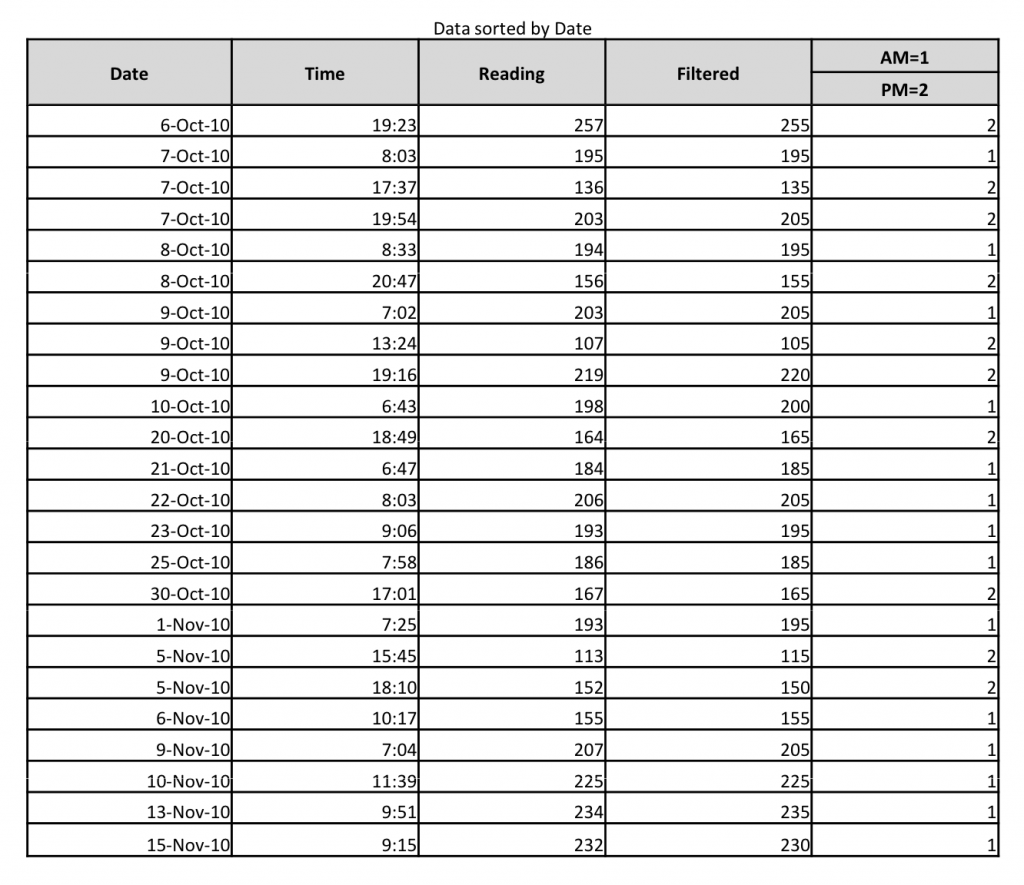 Data sorted by Date
Date Time Reading Filtered AM=1
PM=2
6-Oct-10 19:23 257 255 2
7-Oct-10 8:03 195 195 1
7-Oct-10 17:37 136 135 2
7-Oct-10 19:54 203 205 2
8-Oct-10 8:33 194 195 1
8-Oct-10 20:47 156 155 2
9-Oct-10 7:02 203 205 1
9-Oct-10 13:24 107 105 2
9-Oct-10 19:16 219 220 2
10-Oct-10 6:43 198 200 1
20-Oct-10 18:49 164 165 2
21-Oct-10 6:47 184 185 1
22-Oct-10 8:03 206 205 1
23-Oct-10 9:06 193 195 1
25-Oct-10 7:58 186 185 1
30-Oct-10 17:01 167 165 2
1-Nov-10 7:25 193 195 1
5-Nov-10 15:45 113 115 2
5-Nov-10 18:10 152 150 2
6-Nov-10 10:17 155 155 1
9-Nov-10 7:04 207 205 1
10-Nov-10 11:39 225 225 1
13-Nov-10 9:51 234 235 1
15-Nov-10 9:15 232 230 1